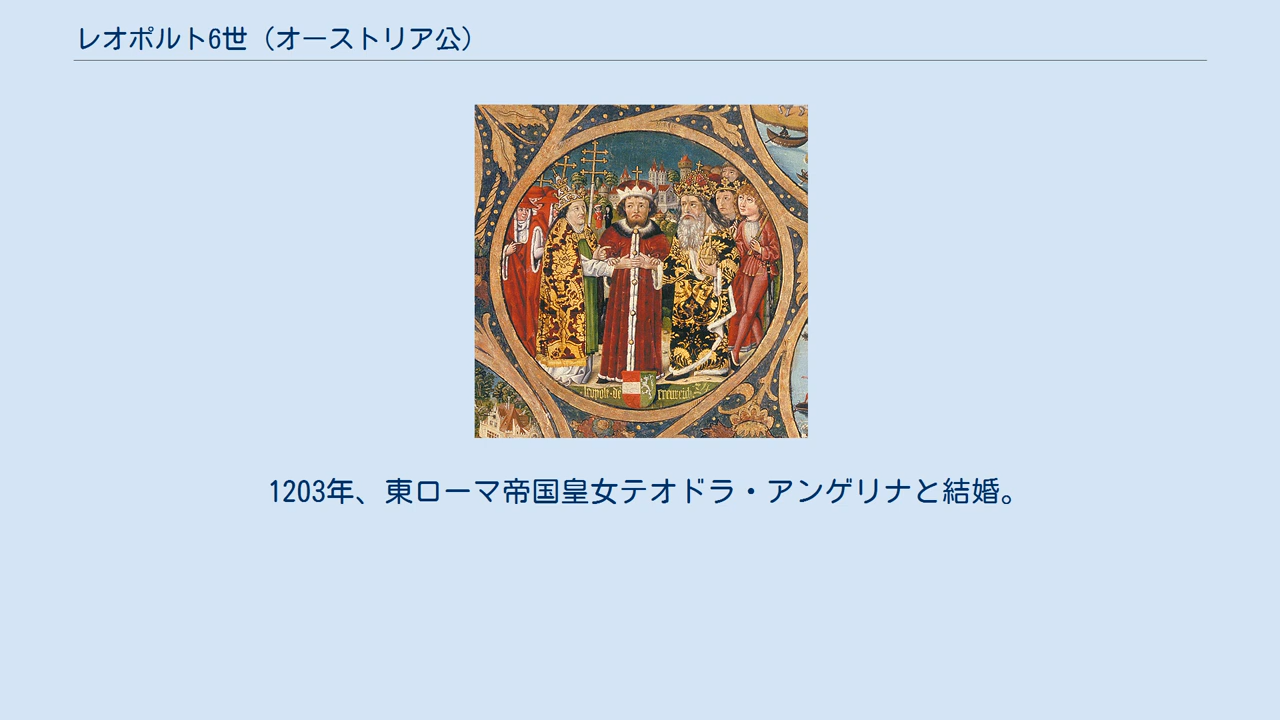 レオポルト6世（オーストリア公）
1203年、東ローマ帝国皇女テオドラ・アンゲリナと結婚。